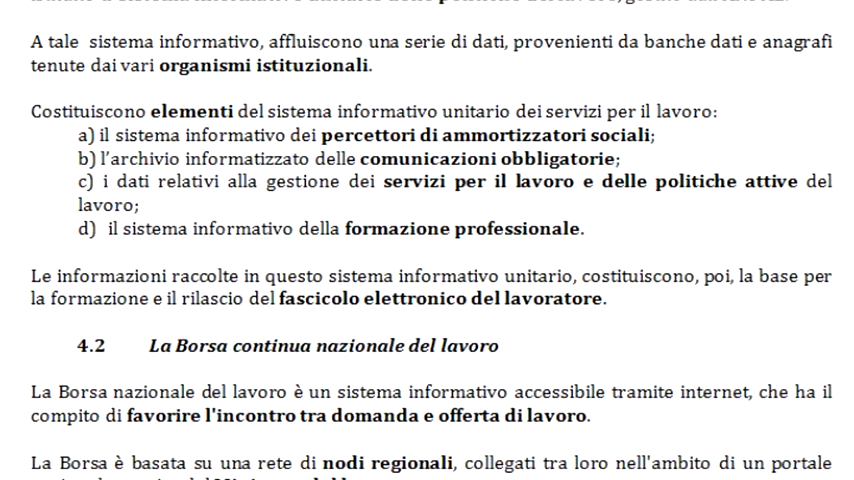 A tale sistema informativo, affluiscono una serie di dati, provenienti da banche dati e anagrafi
tenute dai vari organismi istituzionali.
Costituiscono elementi del sistema informativo unitario dei servizi per il lavoro:
a) il sistema informativo dei percettori di ammortizzatori sociali;
b) l'archivio informatizzato delle comunicazioni obbligatorie;
c) i dati relativi alla gestione dei servizi per il lavoro e delle politiche attive del
lavoro;
d) il sistema informativo della formazione professionale.
Le informazioni raccolte in questo sistema informativo unitario, costituiscono, poi, la base per
la formazione e il rilascio del fascicolo elettronico del lavoratore.
4.2 La Borsa continua nazionale del lavoro
La Borsa nazionale del lavoro è un sistema informativo accessibile tramite internet, che ha il
compito di favorire l'incontro tra domanda e offerta di lavoro.
La Borsa è basata su una rete di nodi regionali, collegati tra loro nell'ambito di un portale